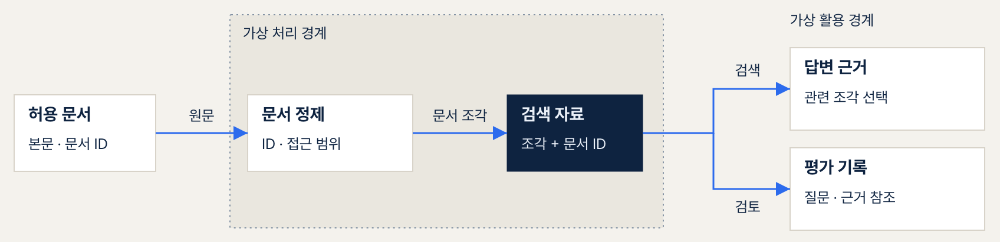 가상 처리 경계
가상 활용 경계
허용 문서
본문 · 문서 ID
원문
문서 정제
ID · 접근 범위
문서 조각
검색 자료
조각 + 문서 ID
검색
답변 근거
관련 조각 선택
검토
평가 기록
질문 · 근거 참조